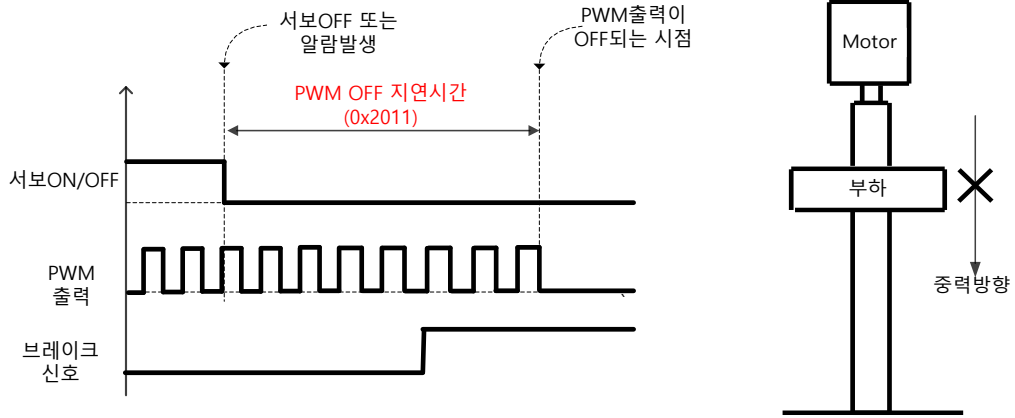 서보OFF 또는
알람발생
PWM출력이
OFF되는 시점
PWM OFF 지연시간
(0x2011)
서보ON/OFF
PWM
출력
브레이크
신호
Motor
부하
중력방향